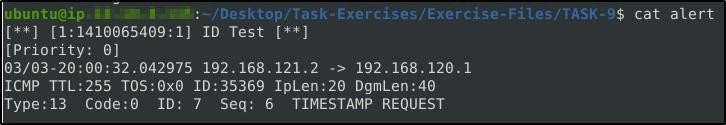 ubuntu@ip:~/Desktop/Task-Exercises/Exercise-Files/TASK-9$ cat alert
[**] [1:1410065409:1] ID Test [**]
[Priority: 0]
03/03-20:00:32.042975 192.168.121.2 -> 192.168.120.1
ICMP TTL:255 TOS:0x0 ID:35369 IpLen:20 DgmLen:40
Type:13  Code:0  ID: 7  Seq: 6  TIMESTAMP REQUEST